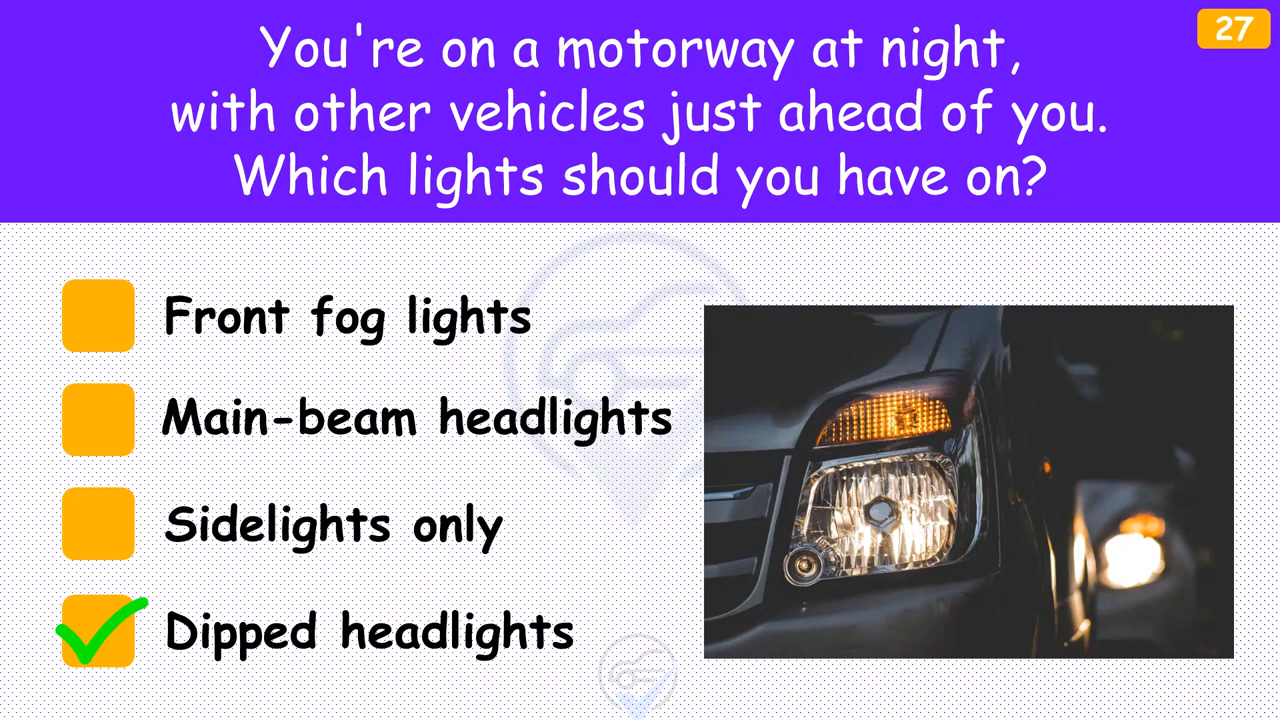 27
You're on a motorway at night,
with other vehicles just ahead of you.
Which lights should you have on?
Front fog lights
Main-beam headlights
Sidelights only
Dipped headlights